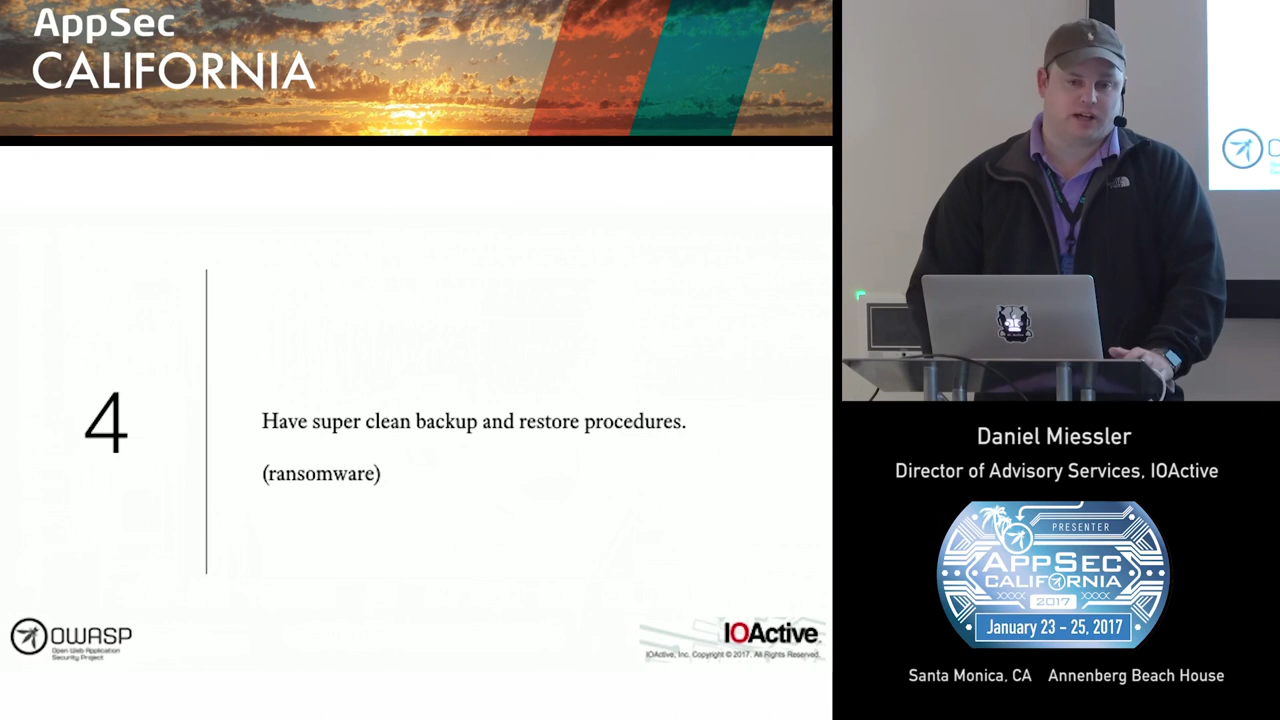 AppSec
CALIFORNIA
4
Have super clean backup and restore procedures.
(ransomware)
OWASP
Open Web Application
Security Project
IOActive
IOActive, Inc. Copyright © 2017. All Rights Reserved.
Daniel Miessler
Director of Advisory Services, IOActive
PRESENTER
APPSEC
CALIFORNIA
2017
January 23 - 25, 2017
Santa Monica, CA Annenberg Beach House